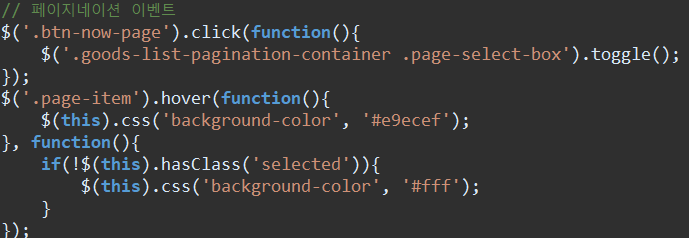 // 페이지네이션 이벤트
$('.btn-now-page').click(function(){
    $('.goods-list-pagination-container .page-select-box').toggle();
});
$('.page-item').hover(function(){
    $(this).css('background-color', '#e9ecef');
}, function(){
    if(!$(this).hasClass('selected')){
        $(this).css('background-color', '#fff');
    }
});